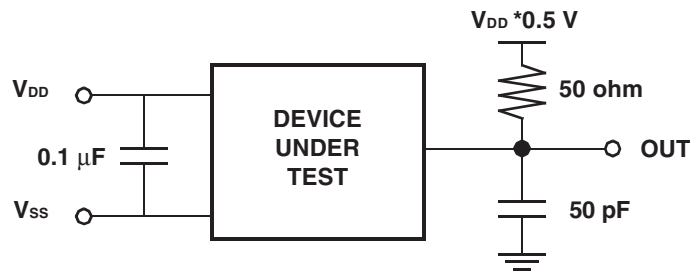 VDD *0.5 V
VDD
50 ohm
DEVICE
UNDER
TEST
0.1 μF
OUT
VSS
50 pF